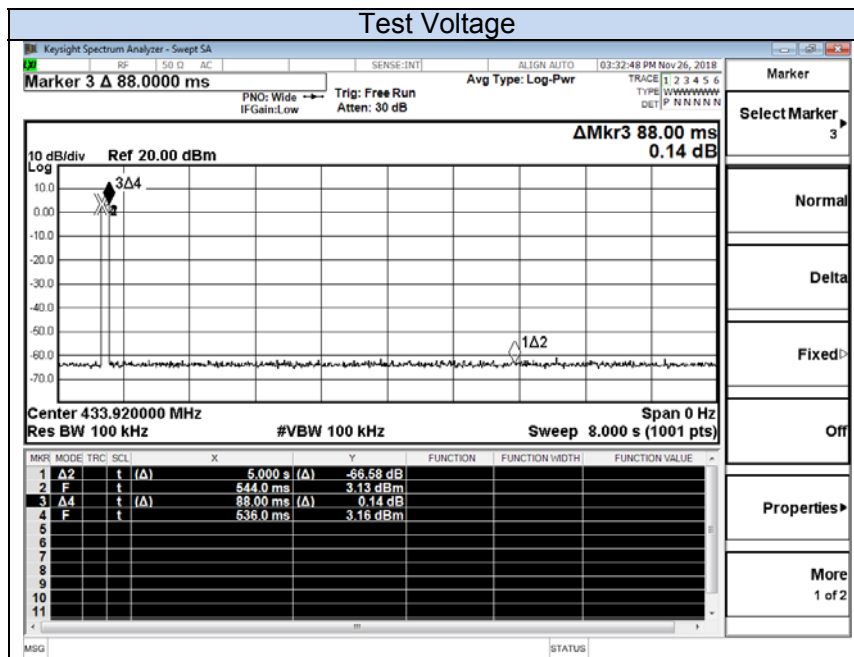 Test Voltage
Keysight Spectrum Analyzer - Swept SA
LXI RF 50 Ω AC SENSE:INT ALIGN AUTO 03:32:48 PM Nov 26, 2018
Marker 3 Δ 88.0000 ms
PNO: Wide
IFGain:Low
Trig: Free Run
Atten: 30 dB
Avg Type: Log-Pwr
TRACE 1 2 3 4 5 6
TYPE WWWWWW
DET P N N N N N
ΔMkr3 88.00 ms
0.14 dB
10 dB/div Ref 20.00 dBm
Log
10.0
0.00
-10.0
-20.0
-30.0
-40.0
-50.0
-60.0
-70.0
3Δ4
1Δ2
Center 433.920000 MHz Span 0 Hz
Res BW 100 kHz #VBW 100 kHz Sweep 8.000 s (1001 pts)
MKR MODE TRC SCL X Y FUNCTION FUNCTION WIDTH FUNCTION VALUE
1 Δ2 t (Δ) 5.000 s (Δ) -66.58 dB
2 F t 544.0 ms 3.13 dBm
3 Δ4 t (Δ) 88.00 ms (Δ) 0.14 dB
4 F t 536.0 ms 3.16 dBm
5
6
7
8
9
10
11
MSG STATUS
Marker
Select Marker
3
Normal
Delta
Fixed
Off
Properties
More
1 of 2